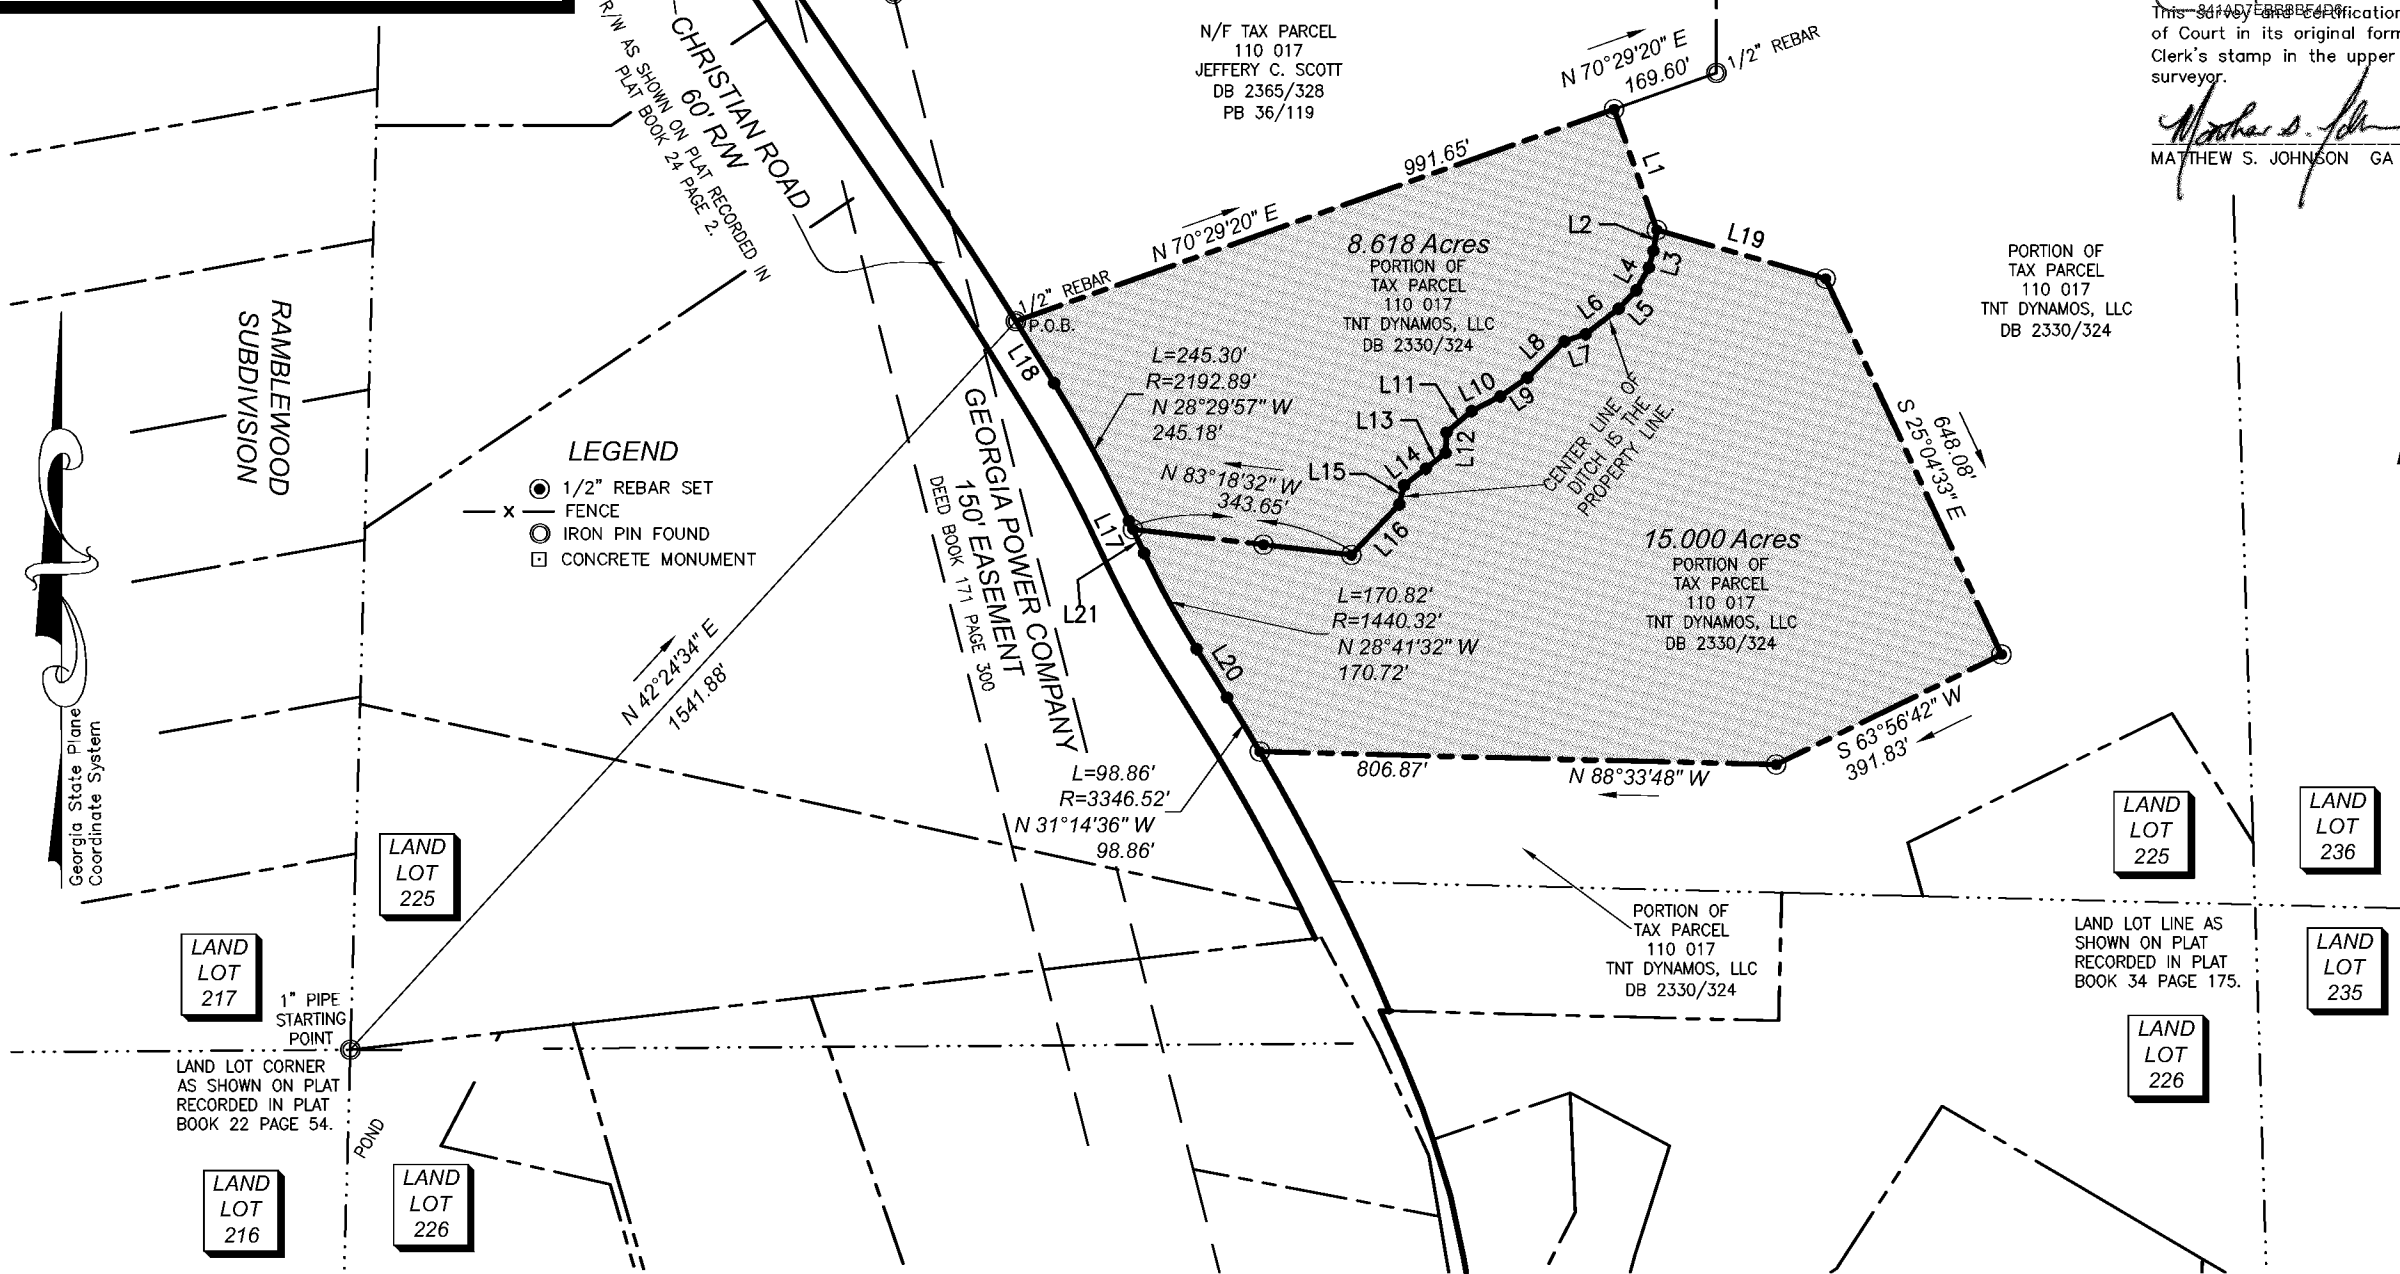 841AD7EBB8BF4D6...
This survey and certification
of Court in its original form
Clerk's stamp in the upper
surveyor.
MATTHEW S. JOHNSON GA
CHRISTIAN ROAD
60' R/W
R/W AS SHOWN ON PLAT RECORDED IN
PLAT BOOK 24 PAGE 2.
N/F TAX PARCEL
110 017
JEFFERY C. SCOTT
DB 2365/328
PB 36/119
N 70°29'20" E
169.60'
1/2" REBAR
991.65'
N 70°29'20" E
1/2" REBAR
P.O.B.
L1
L2
L3
L4
L5
L6
L7
L8
L9
L10
L11
L12
L13
L14
L15
L16
L17
L18
L19
L20
L21
8.618 Acres
PORTION OF
TAX PARCEL
110 017
TNT DYNAMOS, LLC
DB 2330/324
PORTION OF
TAX PARCEL
110 017
TNT DYNAMOS, LLC
DB 2330/324
L=245.30'
R=2192.89'
N 28°29'57" W
245.18'
N 83°18'32" W
343.65'
CENTER LINE OF
DITCH IS THE
PROPERTY LINE.
648.08'
S 25°04'33" E
15.000 Acres
PORTION OF
TAX PARCEL
110 017
TNT DYNAMOS, LLC
DB 2330/324
L=170.82'
R=1440.32'
N 28°41'32" W
170.72'
S 63°56'42" W
391.83'
806.87'
N 88°33'48" W
L=98.86'
R=3346.52'
N 31°14'36" W
98.86'
RAMBLEWOOD
SUBDIVISION
LEGEND
1/2" REBAR SET
x FENCE
IRON PIN FOUND
CONCRETE MONUMENT
GEORGIA POWER COMPANY
150' EASEMENT
DEED BOOK 171 PAGE 300
N 42°24'34" E
1541.88'
Georgia State Plane
Coordinate System
LAND
LOT
225
LAND
LOT
217
1" PIPE
STARTING
POINT
LAND LOT CORNER
AS SHOWN ON PLAT
RECORDED IN PLAT
BOOK 22 PAGE 54.
POND
LAND
LOT
216
LAND
LOT
226
PORTION OF
TAX PARCEL
110 017
TNT DYNAMOS, LLC
DB 2330/324
LAND
LOT
225
LAND
LOT
236
LAND LOT LINE AS
SHOWN ON PLAT
RECORDED IN PLAT
BOOK 34 PAGE 175.
LAND
LOT
235
LAND
LOT
226